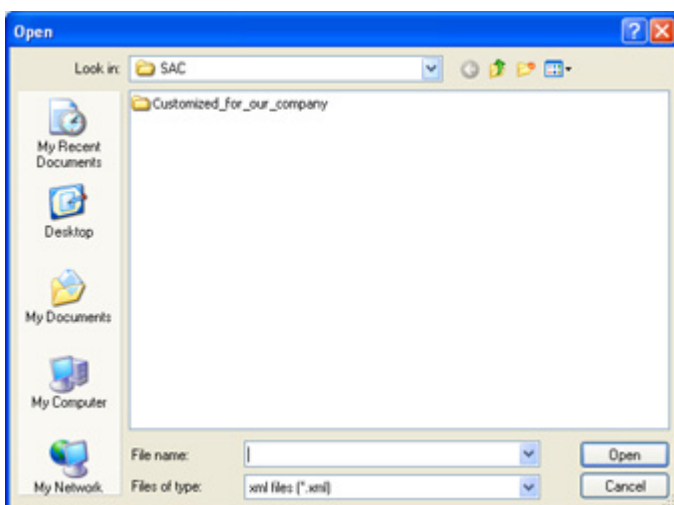 Open
Look in:
SAC
Customized_for_our_company
My Recent
Documents
Desktop
My Documents
My Computer
My Network
File name:
Open
Files of type:
xml files (*.xml)
Cancel